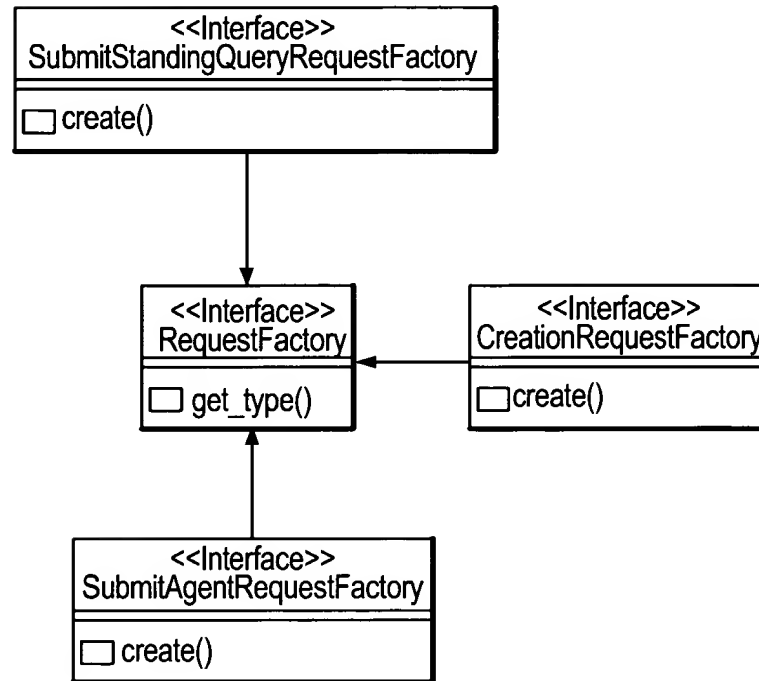 <<Interface>>
SubmitStandingQueryRequestFactory
create()
<<Interface>>
RequestFactory
get_type()
<<Interface>>
CreationRequestFactory
create()
<<Interface>>
SubmitAgentRequestFactory
create()